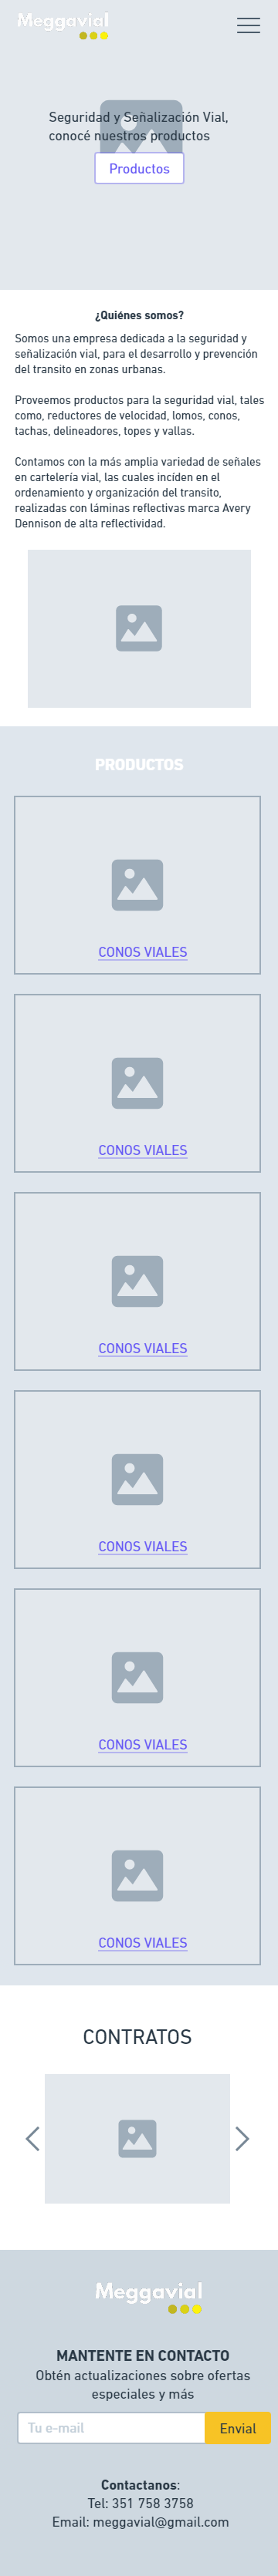 Meggavial
Seguridad y Señalización Vial,
conocé nuestros productos
Productos
¿Quiénes somos?
Somos una empresa dedicada a la seguridad y
señalización vial, para el desarrollo y prevención
del transito en zonas urbanas.
Proveemos productos para la seguridad vial, tales
como, reductores de velocidad, lomos, conos,
tachas, delineadores, topes y vallas.
Contamos con la más amplia variedad de señales
en cartelería vial, las cuales incíden en el
ordenamiento y organización del transito,
realizadas con láminas reflectivas marca Avery
Dennison de alta reflectividad.
PRODUCTOS
CONOS VIALES
CONOS VIALES
CONOS VIALES
CONOS VIALES
CONOS VIALES
CONOS VIALES
CONTRATOS
Meggavial
MANTENTE EN CONTACTO
Obtén actualizaciones sobre ofertas
especiales y más
Tu e-mail
Envial
Contactanos:
Tel: 351 758 3758
Email: meggavial@gmail.com